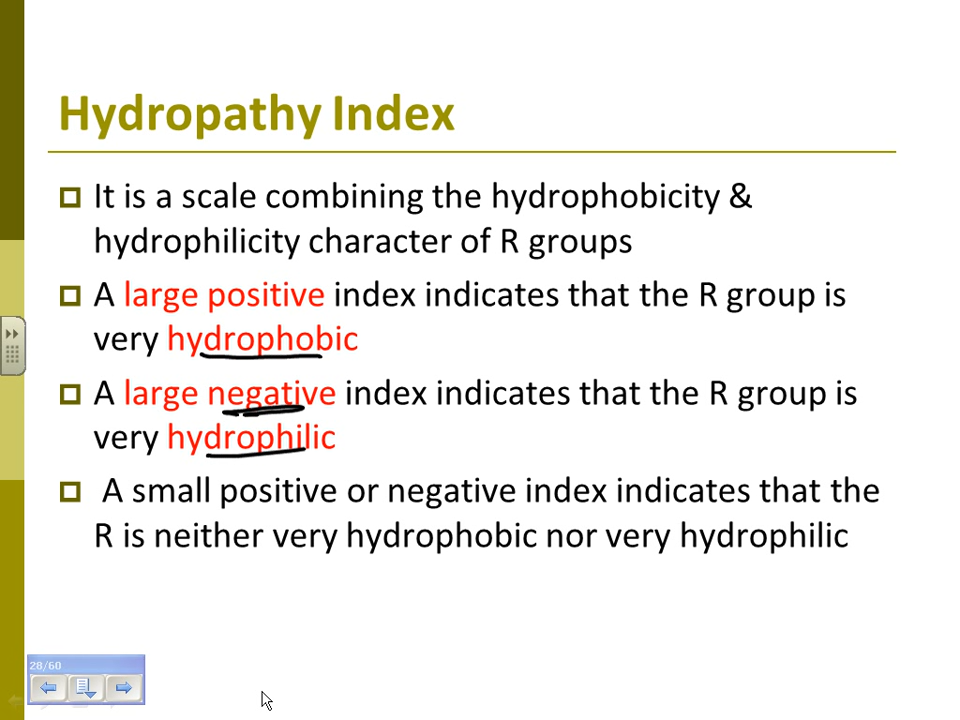 Hydropathy Index
It is a scale combining the hydrophobicity &
hydrophilicity character of R groups
A large positive index indicates that the R group is
very hydrophobic
A large negative index indicates that the R group is
very hydrophilic
A small positive or negative index indicates that the
R is neither very hydrophobic nor very hydrophilic
28/60